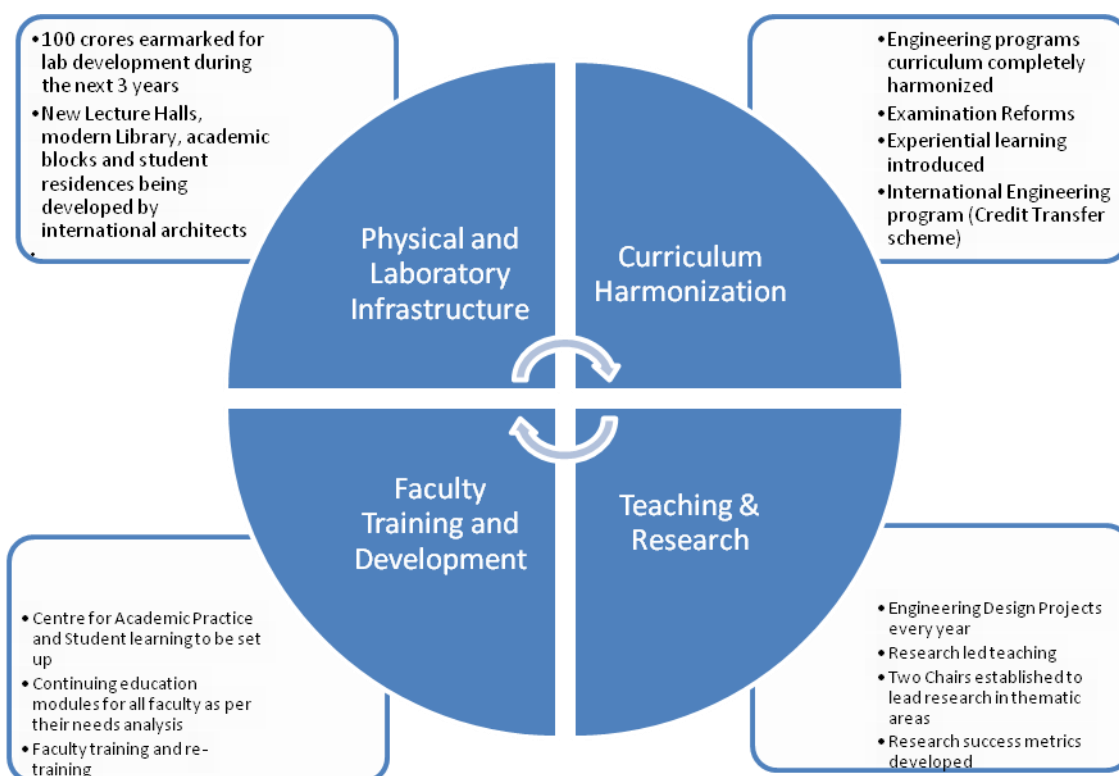 •100 crores earmarked for
lab development during
the next 3 years
•New Lecture Halls,
modern Library, academic
blocks and student
residences being
developed by
international architects
•
•Engineering programs
curriculum completely
harmonized
•Examination Reforms
•Experiential learning
introduced
•International Engineering
program (Credit Transfer
scheme)
Physical and
Laboratory
Infrastructure
Curriculum
Harmonization
Faculty
Training and
Development
Teaching &
Research
•Centre for Academic Practice
and Student learning to be set
up
•Continuing education
modules for all faculty as per
their needs analysis
•Faculty training and re-
training
•Engineering Design Projects
every year
•Research led teaching
•Two Chairs established to
lead research in thematic
areas
•Research success metrics
developed